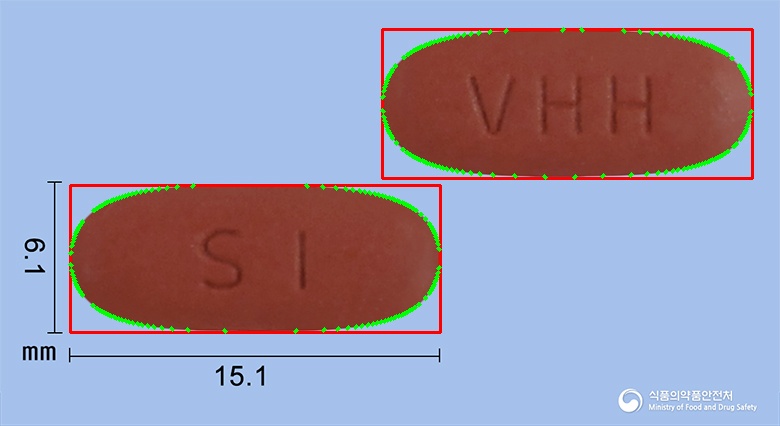 VHH
SI
6.1
mm
15.1
식품의약품안전처
Ministry of Food and Drug Safety